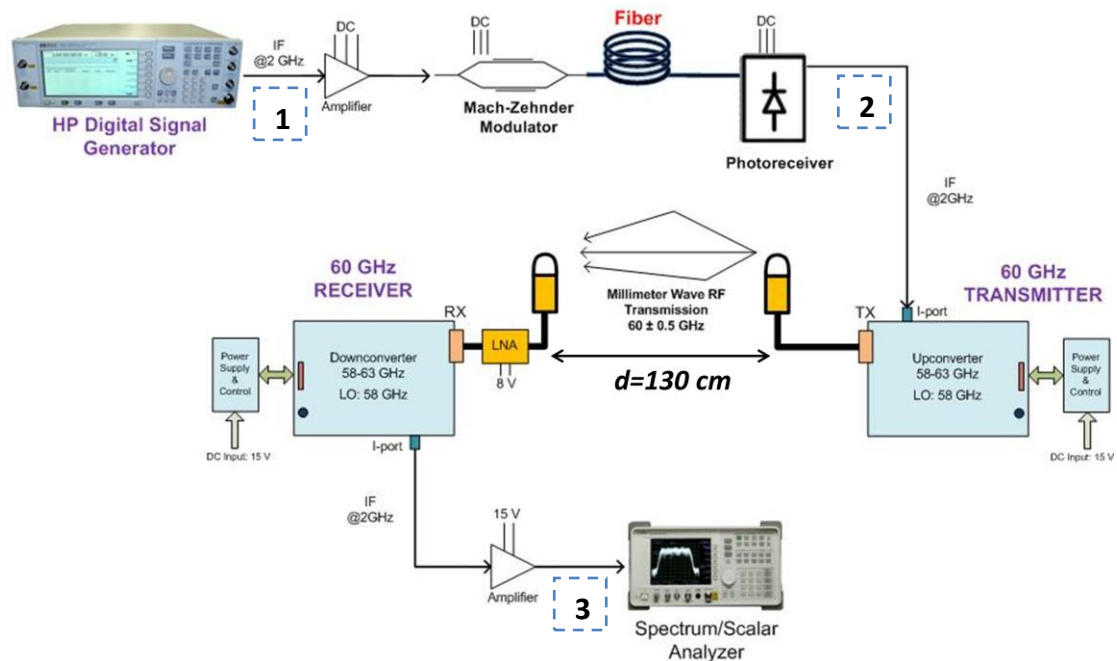 IF
@2 GHz
DC
Amplifier
1
HP Digital Signal
Generator
DC
Mach-Zehnder
Modulator
Fiber
DC
Photoreceiver
2
IF
@2GHz
60 GHz
RECEIVER
RX
LNA
8 V
Downconverter
58-63 GHz
LO: 58 GHz
Power
Supply
&
Control
DC Input: 15 V
I-port
Millimeter Wave RF
Transmission
60 ± 0.5 GHz
d=130 cm
60 GHz
TRANSMITTER
TX
I-port
Upconverter
58-63 GHz
LO: 58 GHz
Power
Supply
&
Control
DC Input: 15 V
IF
@2GHz
15 V
Amplifier
3
Spectrum/Scalar
Analyzer